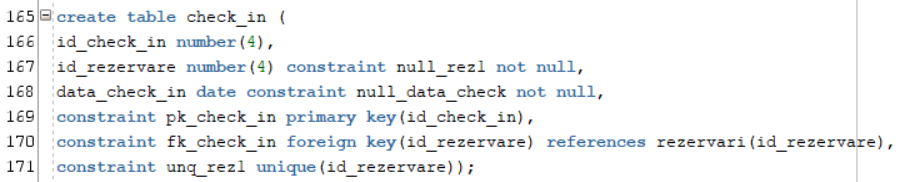 165 create table check_in (
166 id_check_in number(4),
167 id_rezervare number(4) constraint null_rez1 not null,
168 data_check_in date constraint null_data_check not null,
169 constraint pk_check_in primary key(id_check_in),
170 constraint fk_check_in foreign key(id_rezervare) references rezervari(id_rezervare),
171 constraint unq_rez1 unique(id_rezervare));